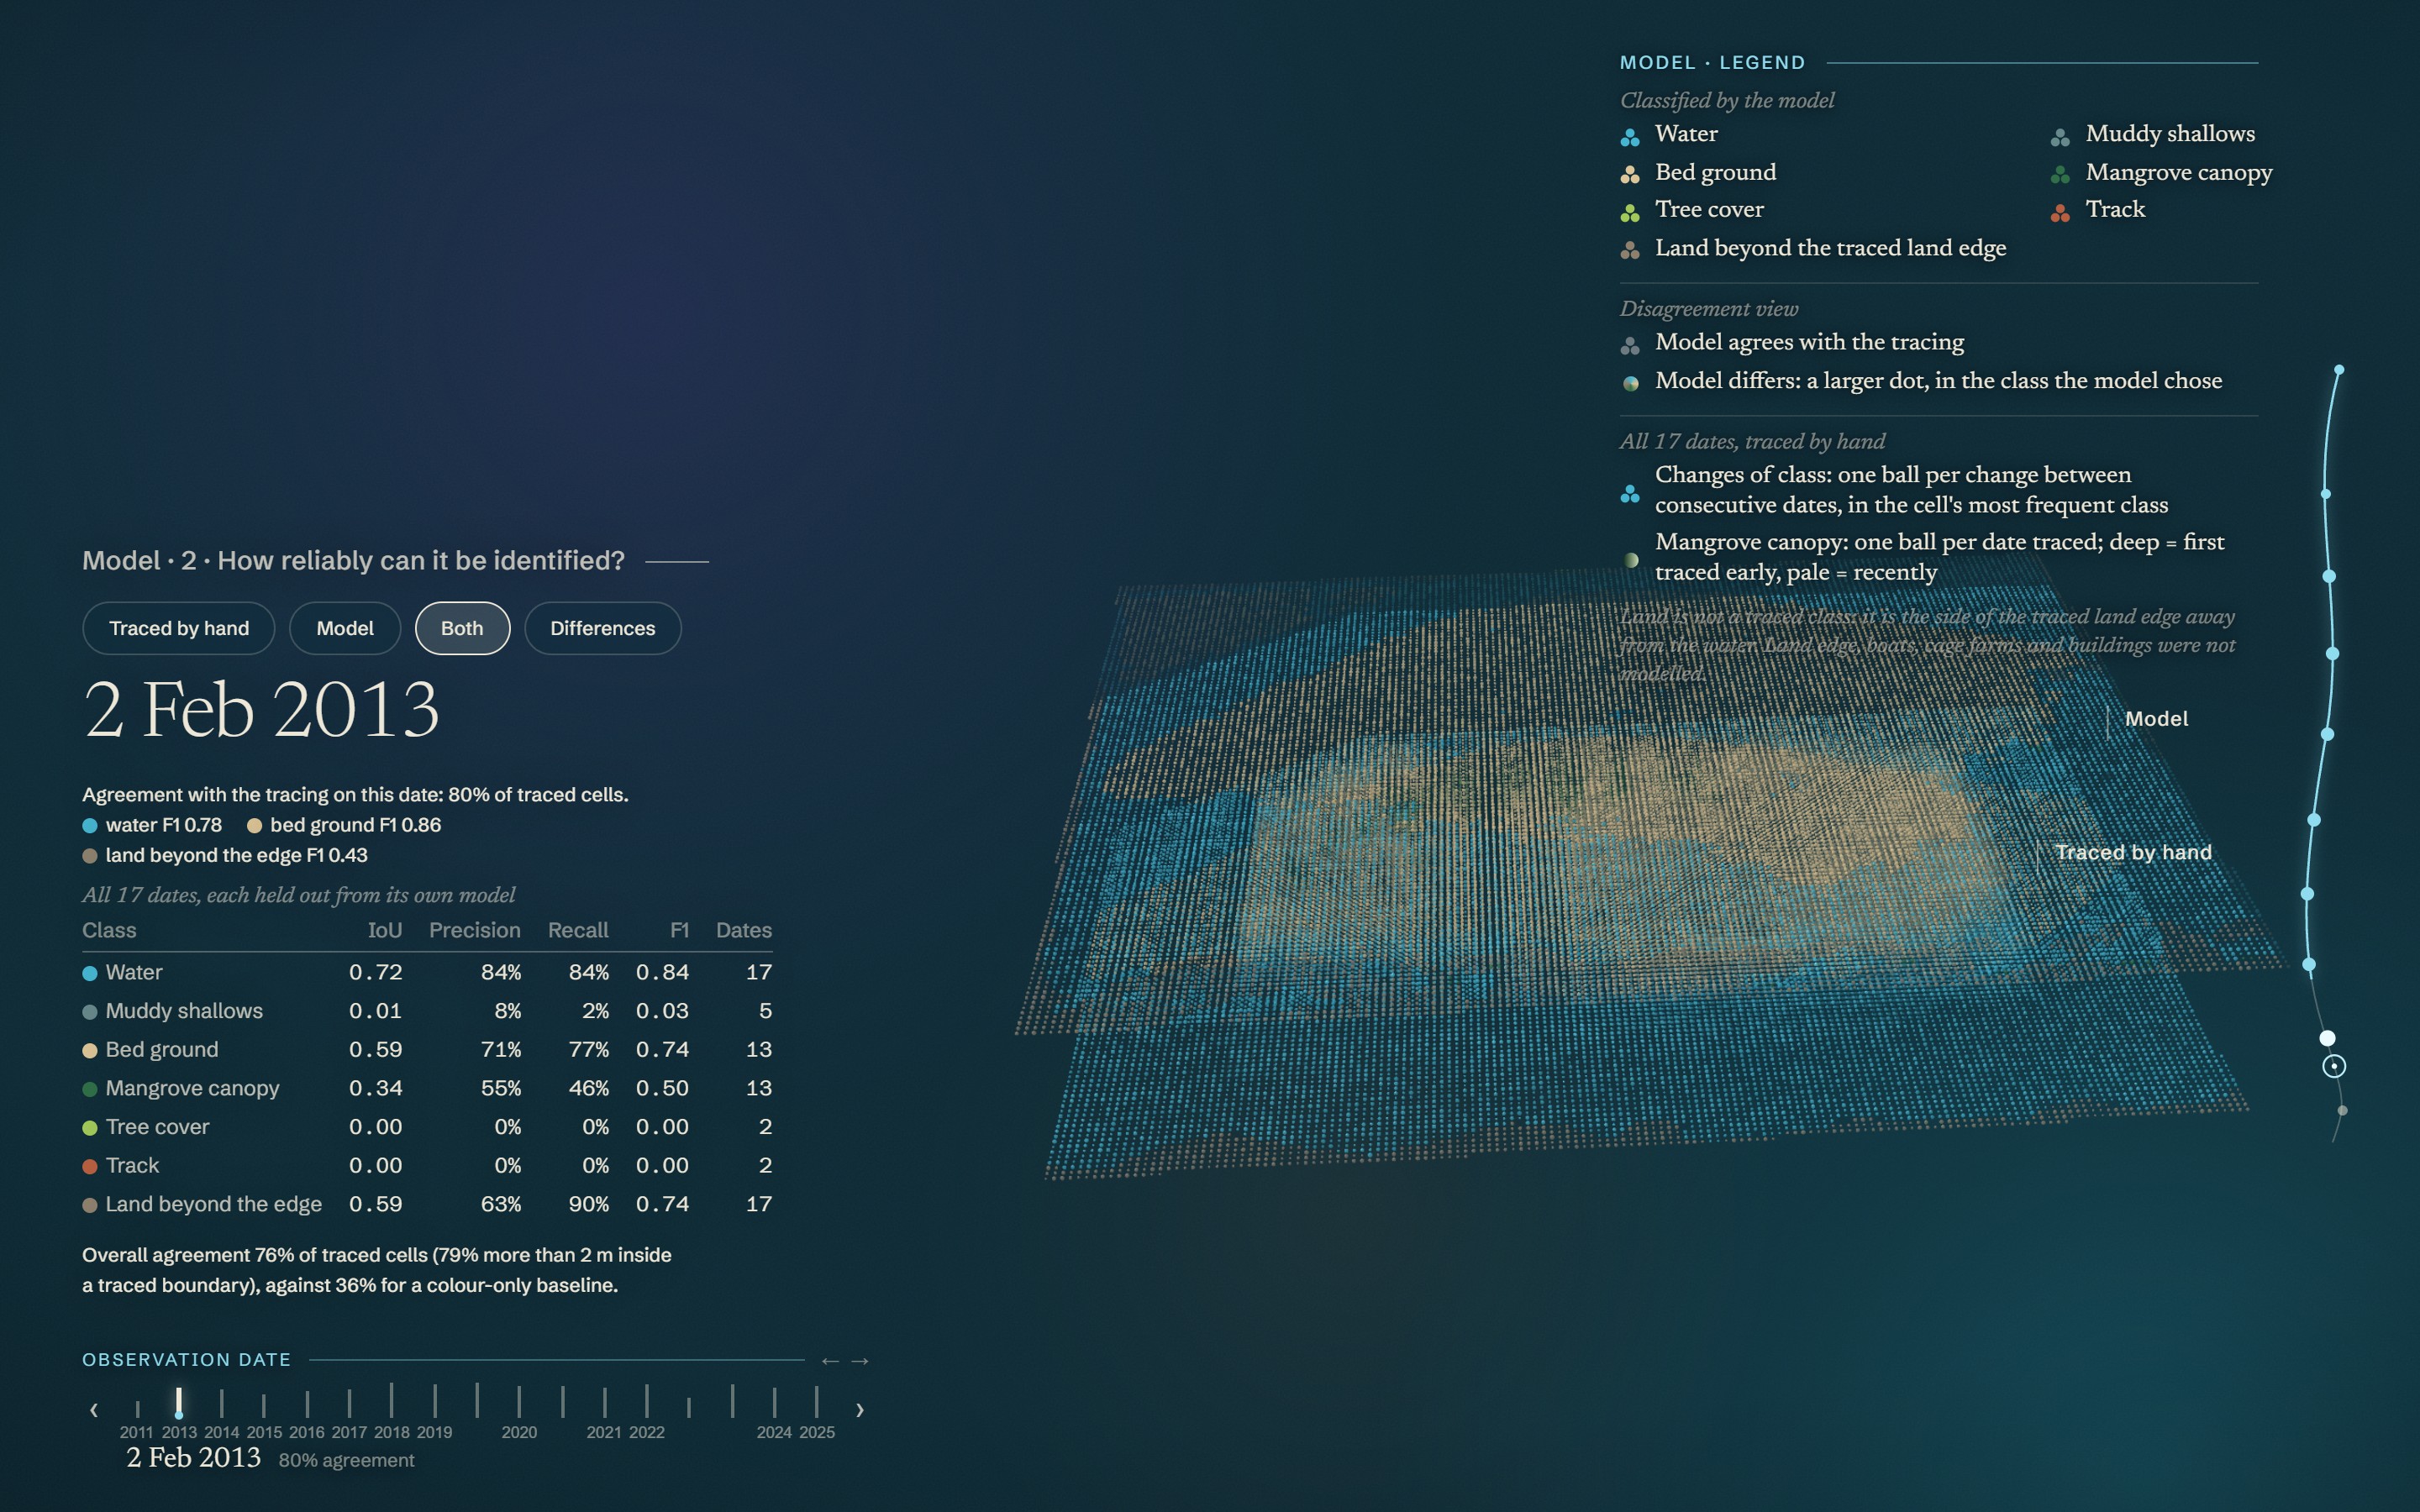 MODEL · LEGEND
Classified by the model
Water
Muddy shallows
Bed ground
Mangrove canopy
Tree cover
Track
Land beyond the traced land edge
Disagreement view
Model agrees with the tracing
Model differs: a larger dot, in the class the model chose
All 17 dates, traced by hand
Changes of class: one ball per change between
consecutive dates, in the cell's most frequent class
Mangrove canopy: one ball per date traced; deep = first
traced early, pale = recently
Land is not a traced class: it is the side of the traced land edge away
from the water. Land edge, boats, cage farms and buildings were not
modelled.
Model
Traced by hand
Model · 2 · How reliably can it be identified?
Traced by hand Model Both Differences
2 Feb 2013
Agreement with the tracing on this date: 80% of traced cells.
water F1 0.78 bed ground F1 0.86
land beyond the edge F1 0.43
All 17 dates, each held out from its own model
Class IoU Precision Recall F1 Dates
Water 0.72 84% 84% 0.84 17
Muddy shallows 0.01 8% 2% 0.03 5
Bed ground 0.59 71% 77% 0.74 13
Mangrove canopy 0.34 55% 46% 0.50 13
Tree cover 0.00 0% 0% 0.00 2
Track 0.00 0% 0% 0.00 2
Land beyond the edge 0.59 63% 90% 0.74 17
Overall agreement 76% of traced cells (79% more than 2 m inside
a traced boundary), against 36% for a colour-only baseline.
OBSERVATION DATE ← →
‹ ›
2011 2013 2014 2015 2016 2017 2018 2019 2020 2021 2022 2024 2025
2 Feb 2013 80% agreement